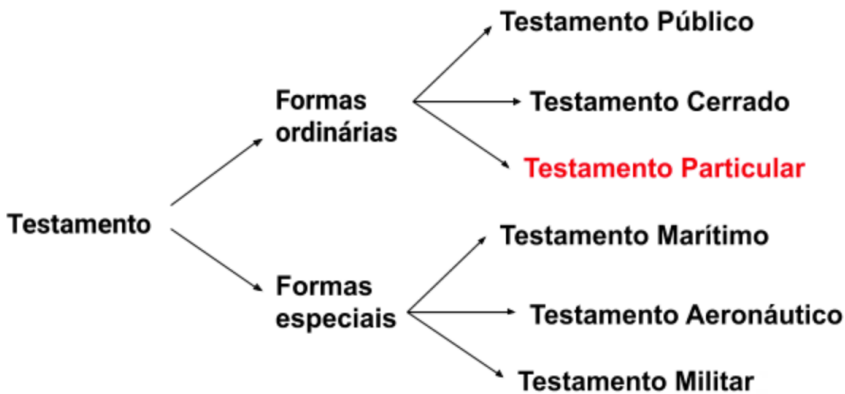 Testamento
Formas
ordinárias
Testamento Público
Testamento Cerrado
Testamento Particular
Formas
especiais
Testamento Marítimo
Testamento Aeronáutico
Testamento Militar